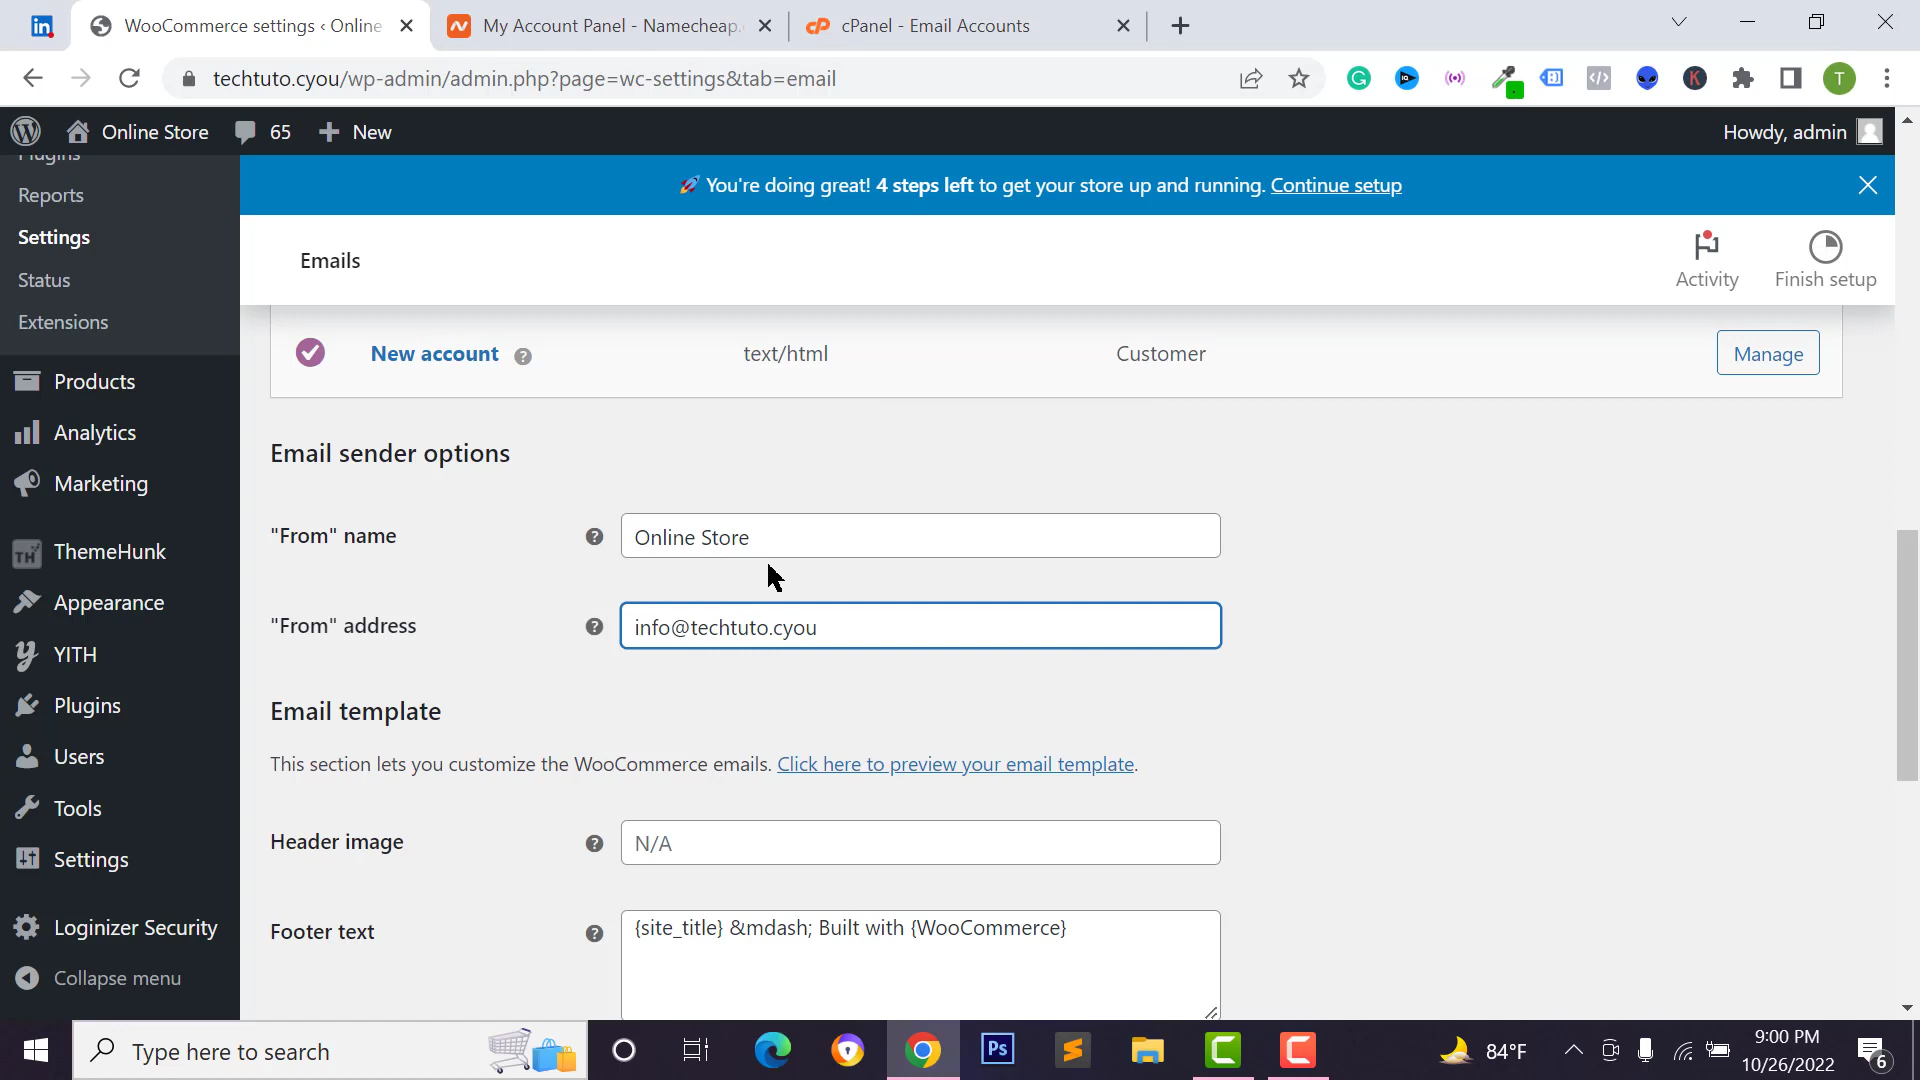 WooCommerce settings ‹ Online
My Account Panel - Namecheap.
cPanel - Email Accounts
techtuto.cyou/wp-admin/admin.php?page=wc-settings&tab=email
T
Online Store
65
New
Howdy, admin
Plugins
Reports
Settings
Status
Extensions
Products
Analytics
Marketing
TH
ThemeHunk
Appearance
YITH
Plugins
Users
Tools
Settings
Loginizer Security
Collapse menu
🚀 You're doing great! 4 steps left to get your store up and running. Continue setup
Emails
Activity
Finish setup
New account
text/html
Customer
Manage
Email sender options
"From" name
Online Store
"From" address
info@techtuto.cyou
Email template
This section lets you customize the WooCommerce emails. Click here to preview your email template.
Header image
N/A
Footer text
{site_title} &mdash; Built with {WooCommerce}
Type here to search
Ps
84°F
9:00 PM
10/26/2022
6